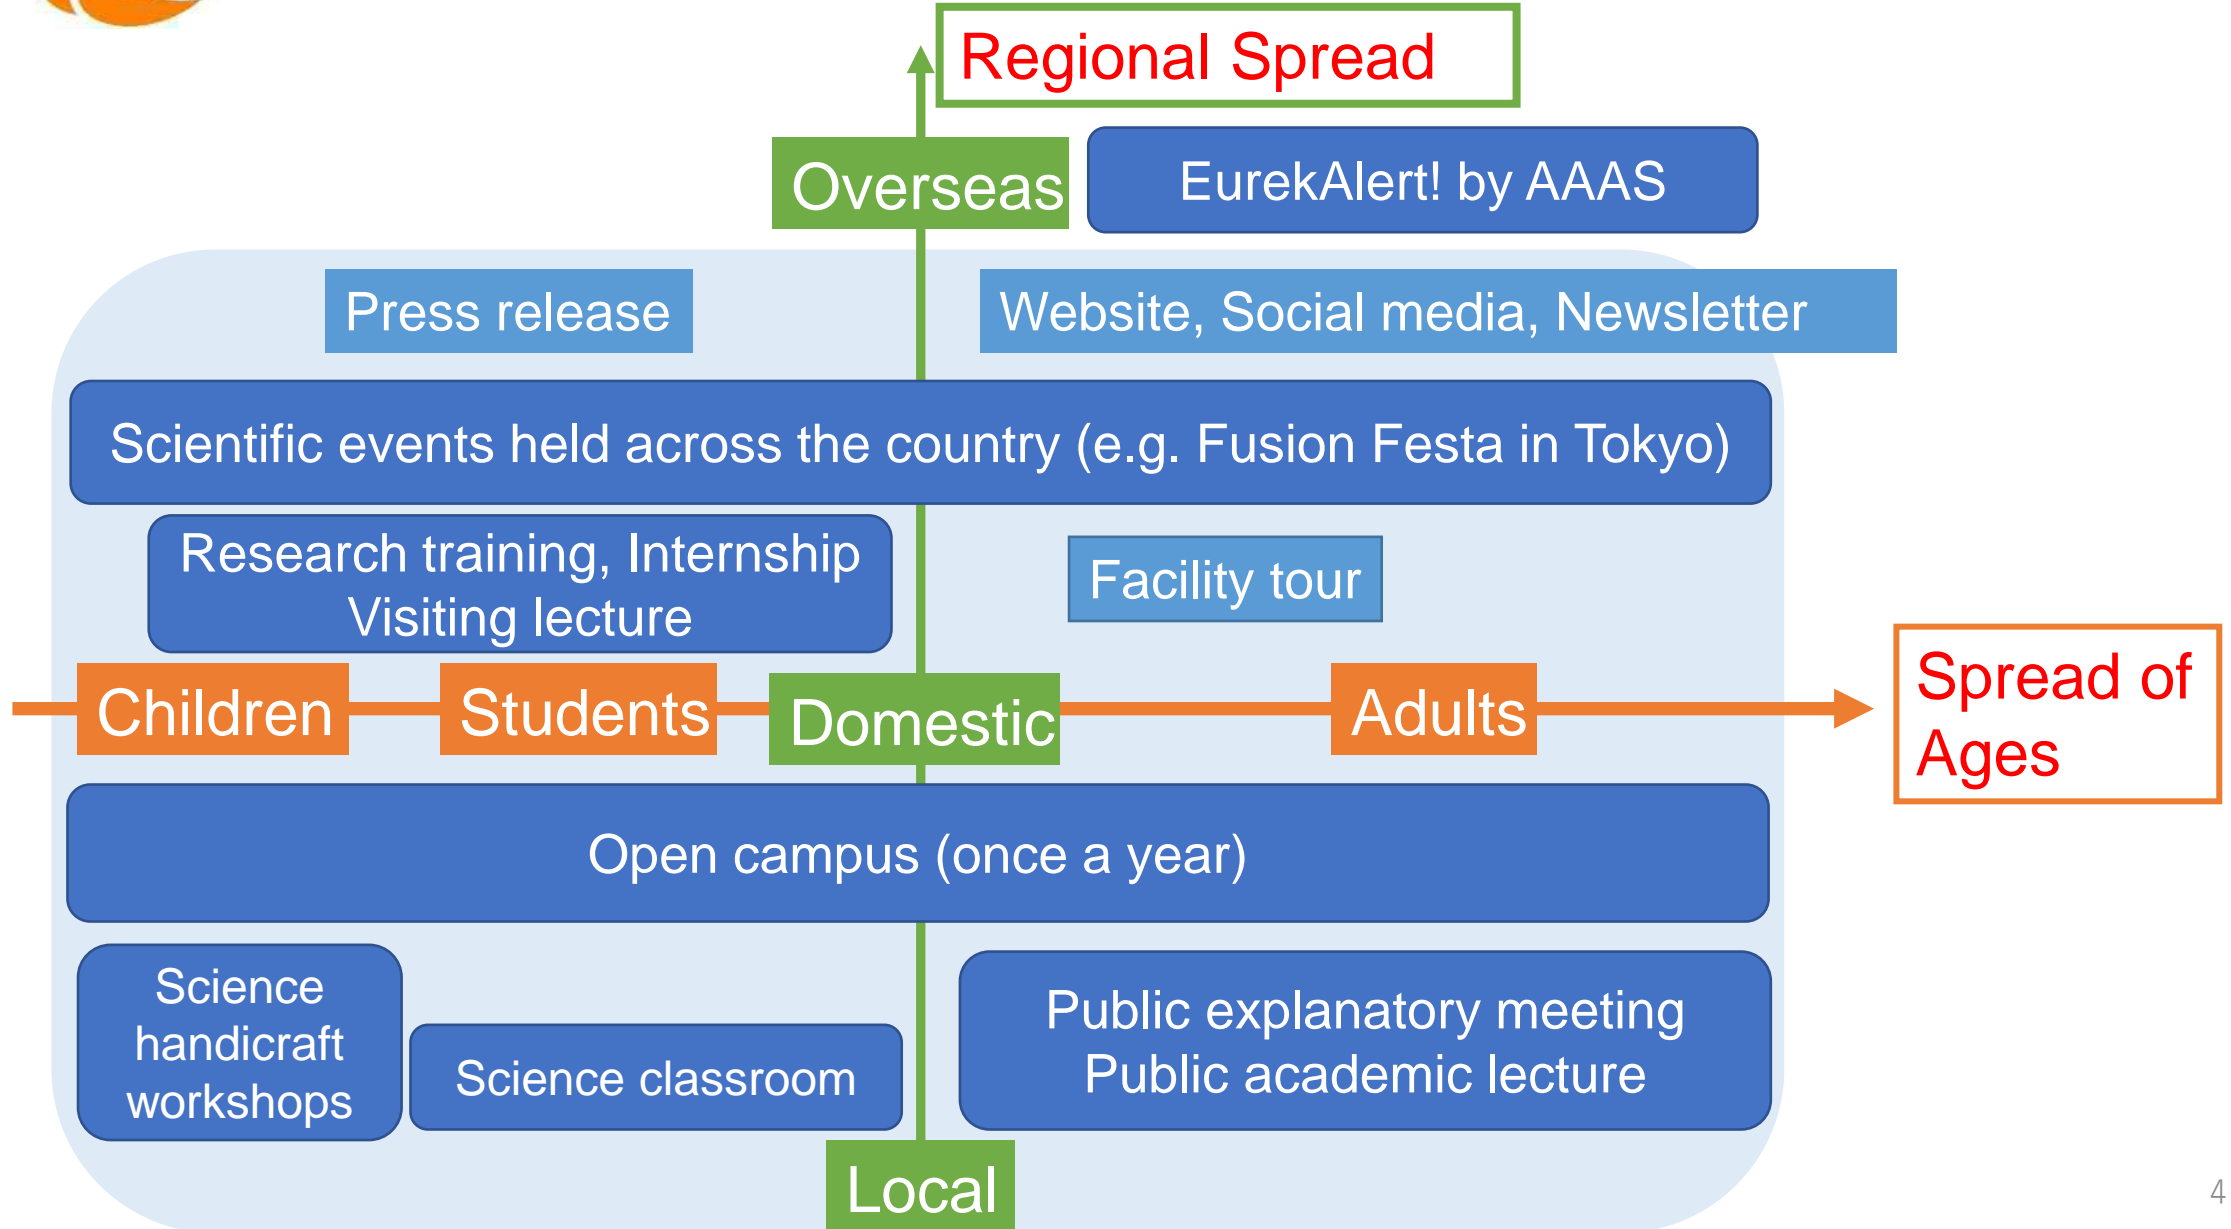 Regional Spread
Overseas
EurekAlert! by AAAS
Press release
Website, Social media, Newsletter
Scientific events held across the country (e.g. Fusion Festa in Tokyo)
Research training, Internship
Visiting lecture
Facility tour
Children
Students
Domestic
Adults
Spread of
Ages
Open campus (once a year)
Science
handicraft
workshops
Science classroom
Public explanatory meeting
Public academic lecture
Local
4